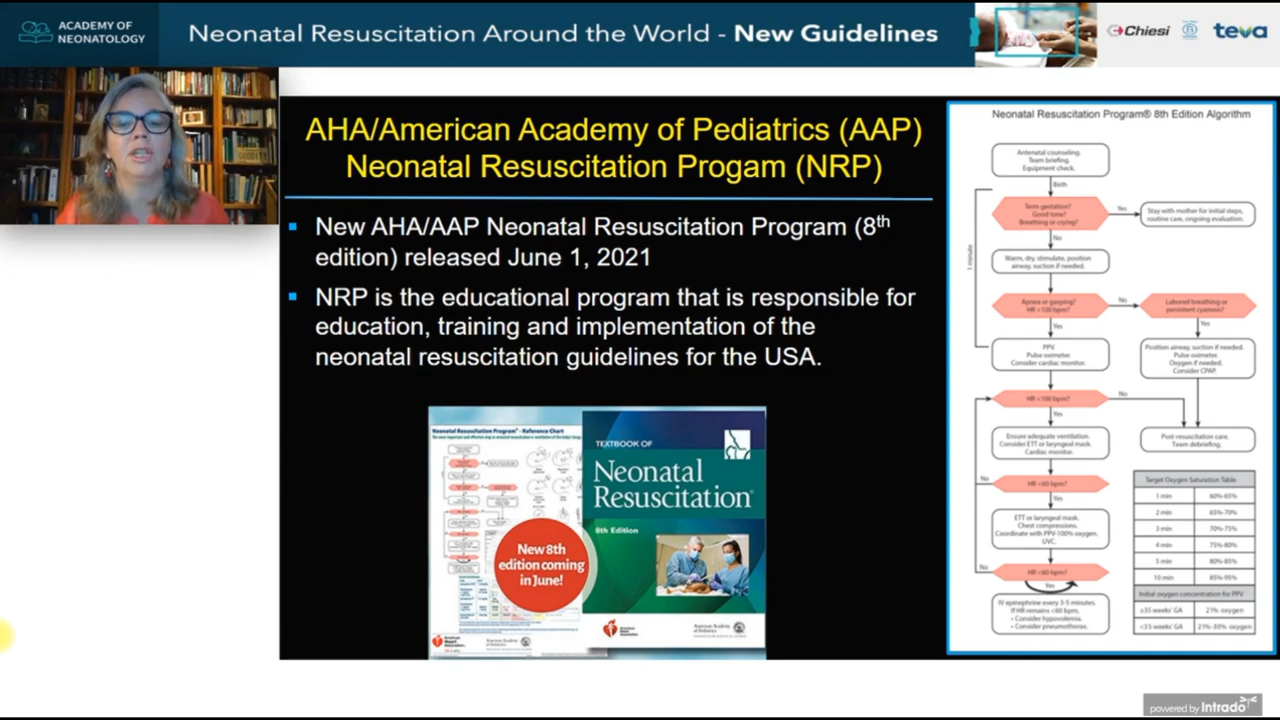 ACADEMY OF
NEONATOLOGY
Neonatal Resuscitation Around the World - New Guidelines
Chiesi
teva
AHA/American Academy of Pediatrics (AAP)
Neonatal Resuscitation Progam (NRP)
New AHA/AAP Neonatal Resuscitation Program (8th
edition) released June 1, 2021
NRP is the educational program that is responsible for
education, training and implementation of the
neonatal resuscitation guidelines for the USA.
Neonatal Resuscitation Program® - Reference Chart
New 8th
edition coming
in June!
TEXTBOOK OF
Neonatal
Resuscitation®
8th Edition
American
Heart
Association
American Academy
of Pediatrics
Neonatal Resuscitation Program® 8th Edition Algorithm
Antenatal counseling.
Team briefing.
Equipment check.
Birth
1 minute
Term gestation?
Good tone?
Breathing or crying?
Yes
Stay with mother for initial steps,
routine care, ongoing evaluation.
No
Warm, dry, stimulate, position
airway, suction if needed.
Apnea or gasping?
HR <100 bpm?
No
Labored breathing or
persistent cyanosis?
Yes
Yes
PPV.
Pulse oximeter.
Consider cardiac monitor.
Position airway, suction if needed.
Pulse oximeter.
Oxygen if needed.
Consider CPAP.
HR <100 bpm?
No
Yes
Ensure adequate ventilation.
Consider ETT or laryngeal mask.
Cardiac monitor.
Post-resuscitation care.
Team debriefing.
No
HR <60 bpm?
Yes
ETT or laryngeal mask.
Chest compressions.
Coordinate with PPV-100% oxygen.
UVC.
No
HR <60 bpm?
Yes
IV epinephrine every 3-5 minutes.
If HR remains <60 bpm,
• Consider hypovolemia.
• Consider pneumothorax.
Target Oxygen Saturation Table
1 min 60%-65%
2 min 65%-70%
3 min 70%-75%
4 min 75%-80%
5 min 80%-85%
10 min 85%-95%
Initial oxygen concentration for PPV
≥35 weeks' GA 21% oxygen
<35 weeks' GA 21%-30% oxygen
powered by Intrado